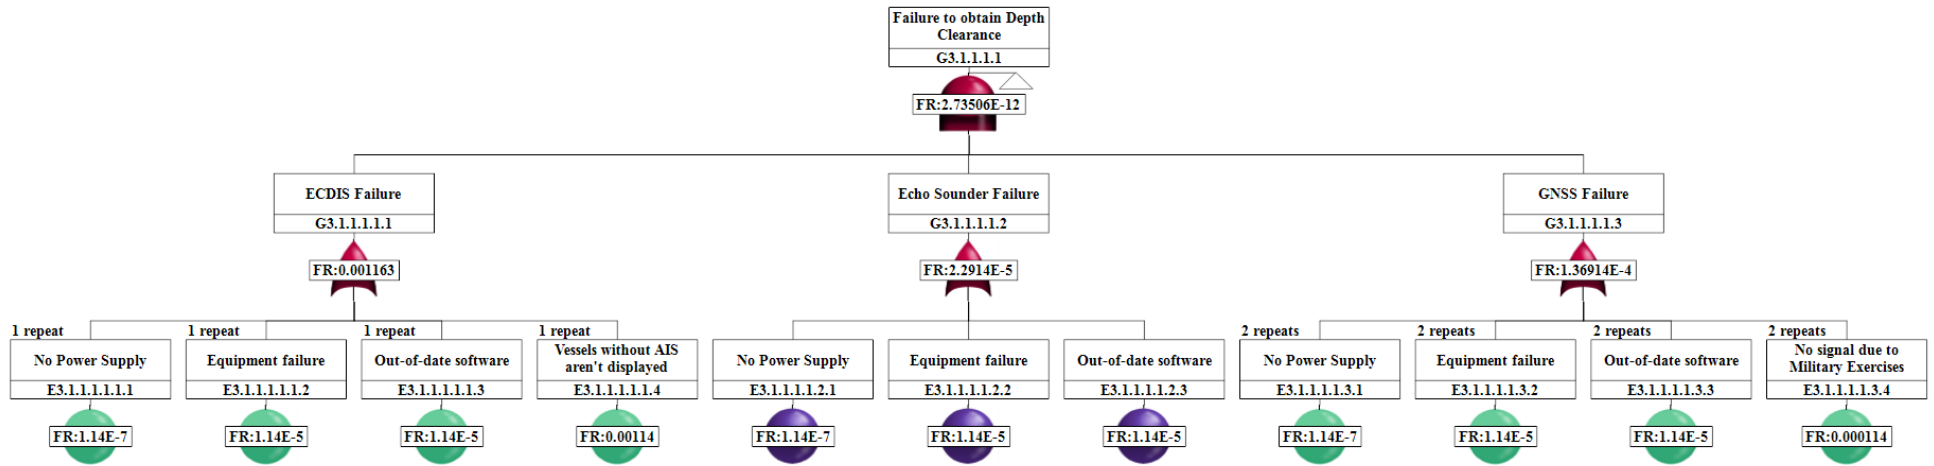 Failure to obtain Depth
Clearance
G3.1.1.1.1
FR:2.73506E-12
ECDIS Failure
G3.1.1.1.1.1
FR:0.001163
Echo Sounder Failure
G3.1.1.1.1.2
FR:2.2914E-5
GNSS Failure
G3.1.1.1.1.3
FR:1.36914E-4
1 repeat
No Power Supply
E3.1.1.1.1.1.1
FR:1.14E-7
1 repeat
Equipment failure
E3.1.1.1.1.1.2
FR:1.14E-5
1 repeat
Out-of-date software
E3.1.1.1.1.1.3
FR:1.14E-5
1 repeat
Vessels without AIS
aren't displayed
E3.1.1.1.1.1.4
FR:0.00114
No Power Supply
E3.1.1.1.1.2.1
FR:1.14E-7
Equipment failure
E3.1.1.1.1.2.2
FR:1.14E-5
Out-of-date software
E3.1.1.1.1.2.3
FR:1.14E-5
2 repeats
No Power Supply
E3.1.1.1.1.3.1
FR:1.14E-7
2 repeats
Equipment failure
E3.1.1.1.1.3.2
FR:1.14E-5
2 repeats
Out-of-date software
E3.1.1.1.1.3.3
FR:1.14E-5
2 repeats
No signal due to
Military Exercises
E3.1.1.1.1.3.4
FR:0.000114